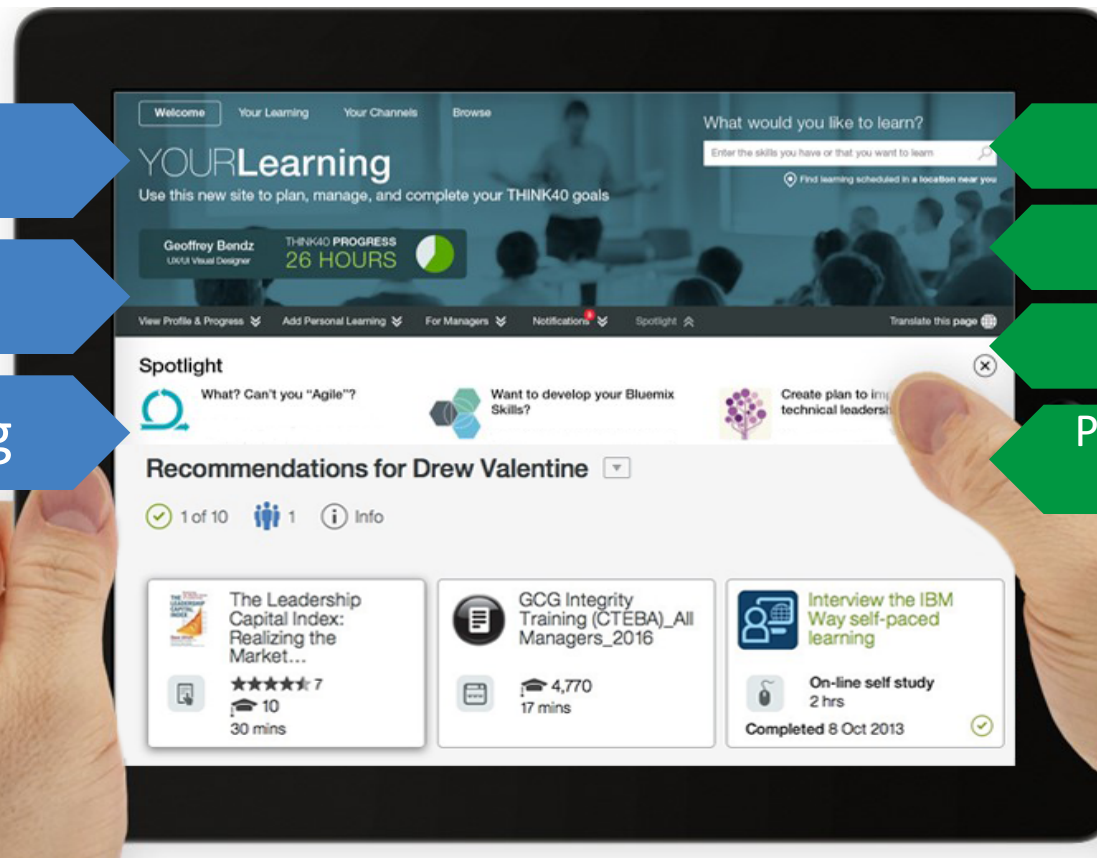 Welcome Your Learning Your Channels Browse
What would you like to learn?
YOURLearning
Enter the skills you have or that you want to learn
Find learning scheduled in a location near you
Use this new site to plan, manage, and complete your THINK40 goals
Geoffrey Bendz
UX/UI Visual Designer
THINK40 PROGRESS
26 HOURS
View Profile & Progress Add Personal Learning For Managers Notifications Spotlight Translate this page
Spotlight
What? Can't you "Agile"?
Want to develop your Bluemix
Skills?
Create plan to
technical
g
P
Recommendations for Drew Valentine
1 of 10 1 Info
The Leadership
Capital Index:
Realizing the
Market...
7
10
30 mins
GCG Integrity
Training (CTEBA)_All
Managers_2016
4,770
17 mins
Interview the IBM
Way self-paced
learning
On-line self study
2 hrs
Completed 8 Oct 2013